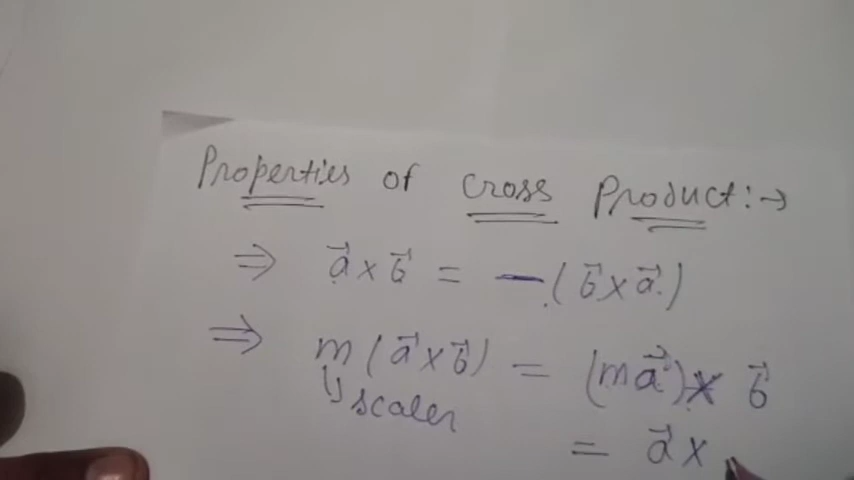 Properties of cross Product:→
⇒ a⃗ × b⃗ = −(b⃗ × a⃗)
⇒ m(a⃗ × b⃗) = (ma⃗) × b⃗
scaler
= a⃗ ×